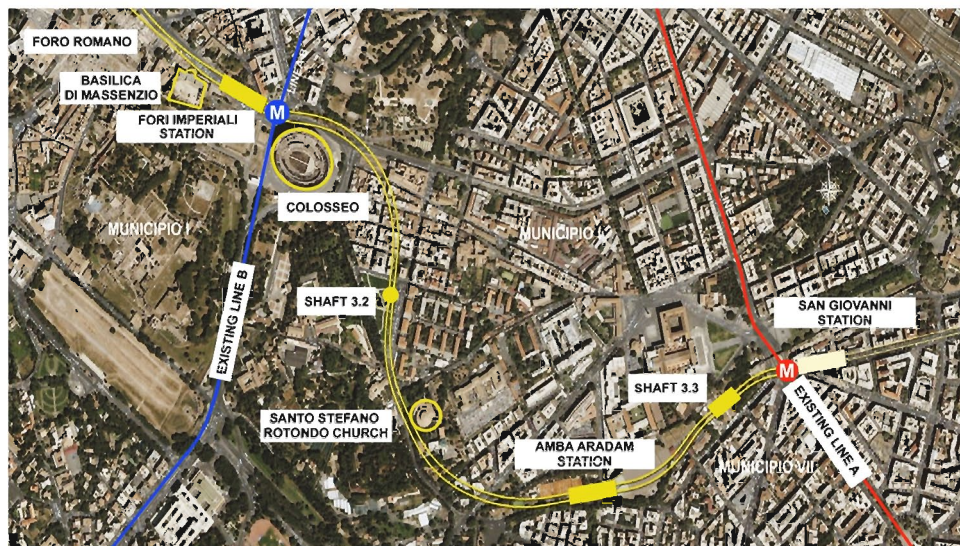 FORO ROMANO
BASILICA
DI MASSENZIO
FORI IMPERIALI
STATION
M
COLOSSEO
MUNICIPIO I
MUNICIPIO I
EXISTING LINE B
SHAFT 3.2
SANTO STEFANO
ROTONDO CHURCH
SAN GIOVANNI
STATION
M
SHAFT 3.3
EXISTING LINE A
AMBA ARADAM
STATION
MUNICIPIO VII